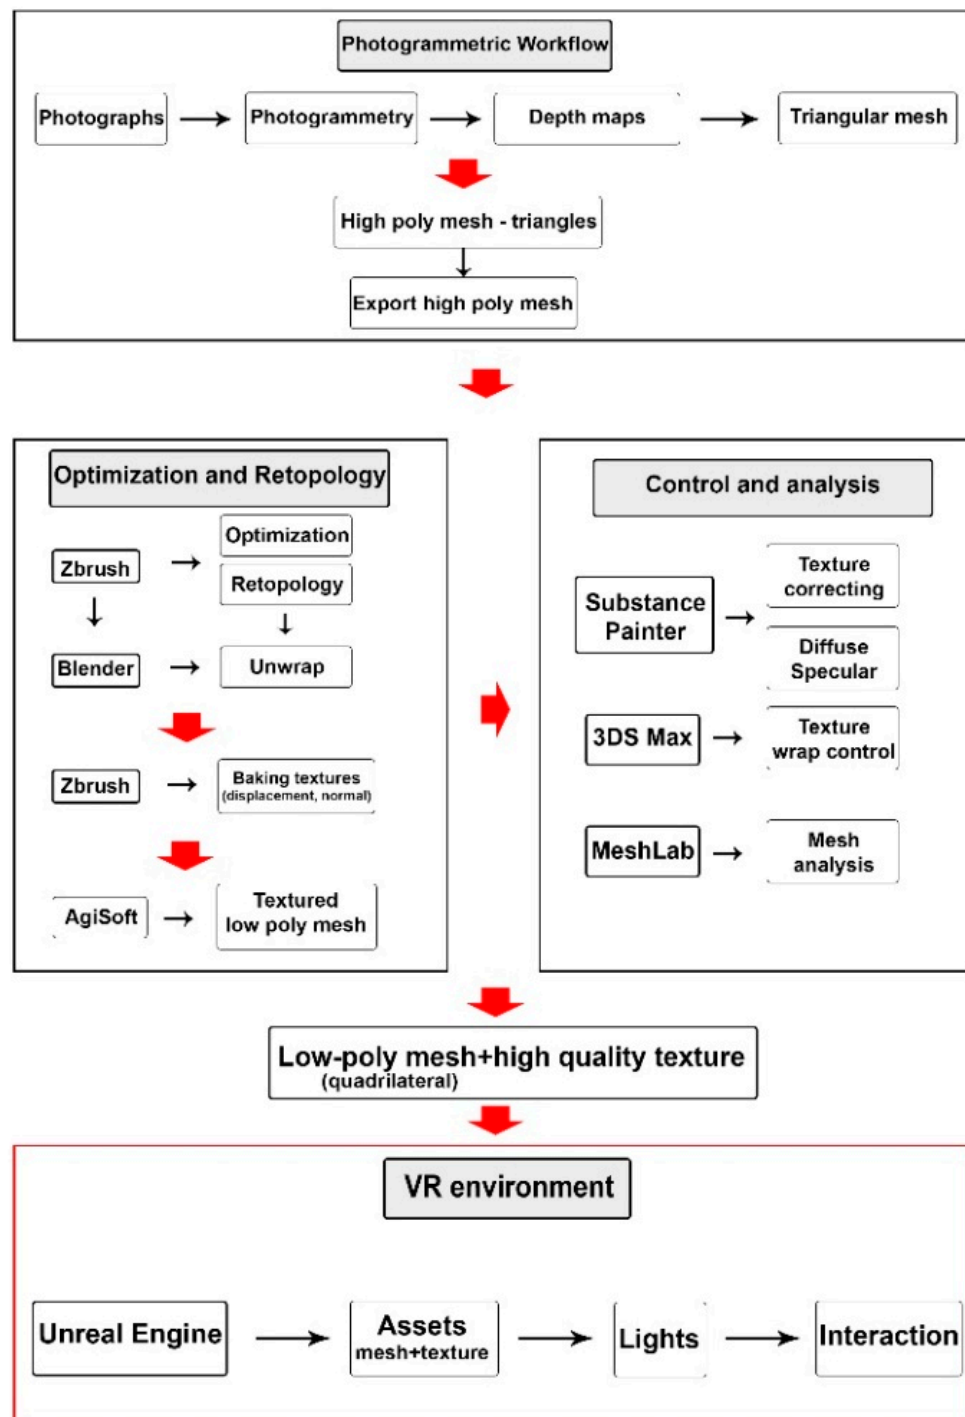 Photogrammetric Workflow
Photographs
Photogrammetry
Depth maps
Triangular mesh
High poly mesh - triangles
Export high poly mesh
Optimization and Retopology
Zbrush
Optimization
Retopology
Blender
Unwrap
Zbrush
Baking textures
(displacement, normal)
AgiSoft
Textured
low poly mesh
Control and analysis
Substance
Painter
Texture
correcting
Diffuse
Specular
3DS Max
Texture
wrap control
MeshLab
Mesh
analysis
Low-poly mesh+high quality texture
(quadrilateral)
VR environment
Unreal Engine
Assets
mesh+texture
Lights
Interaction